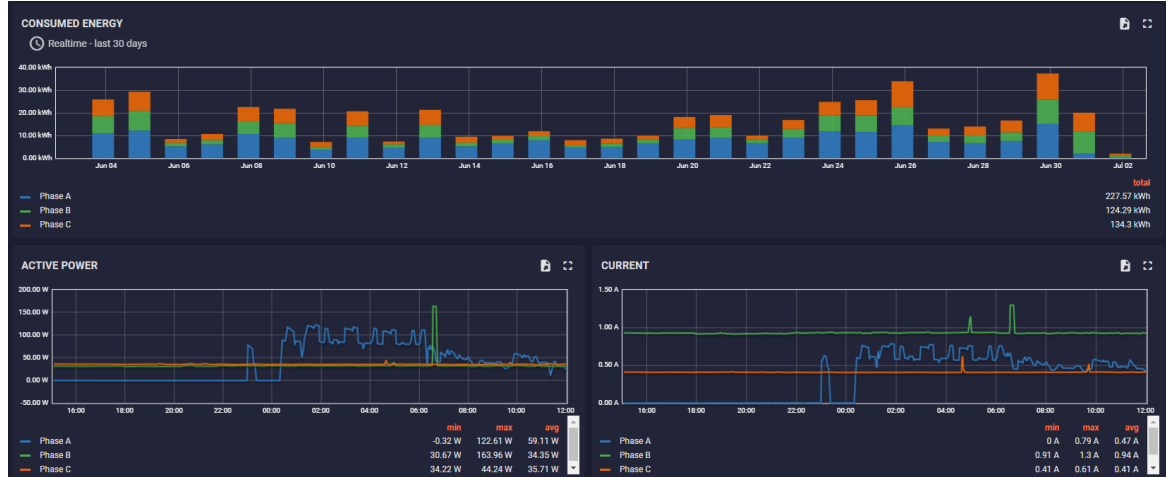 CONSUMED ENERGY
Realtime - last 30 days
40.00 kWh
30.00 kWh
20.00 kWh
10.00 kWh
0.00 kWh
Jun 04 Jun 06 Jun 08 Jun 10 Jun 12 Jun 14 Jun 16 Jun 18 Jun 20 Jun 22 Jun 24 Jun 26 Jun 28 Jun 30 Jul 02
total
Phase A 227.57 kWh
Phase B 124.29 kWh
Phase C 134.3 kWh
ACTIVE POWER
200.00 W
150.00 W
100.00 W
50.00 W
0.00 W
-50.00 W
16:00 18:00 20:00 22:00 00:00 02:00 04:00 06:00 08:00 10:00 12:00
min max avg
Phase A -0.32 W 122.61 W 59.11 W
Phase B 30.67 W 163.96 W 34.35 W
Phase C 34.22 W 44.24 W 35.71 W
CURRENT
1.50 A
1.00 A
0.50 A
0.00 A
16:00 18:00 20:00 22:00 00:00 02:00 04:00 06:00 08:00 10:00 12:00
min max avg
Phase A 0 A 0.79 A 0.47 A
Phase B 0.91 A 1.3 A 0.94 A
Phase C 0.41 A 0.61 A 0.41 A